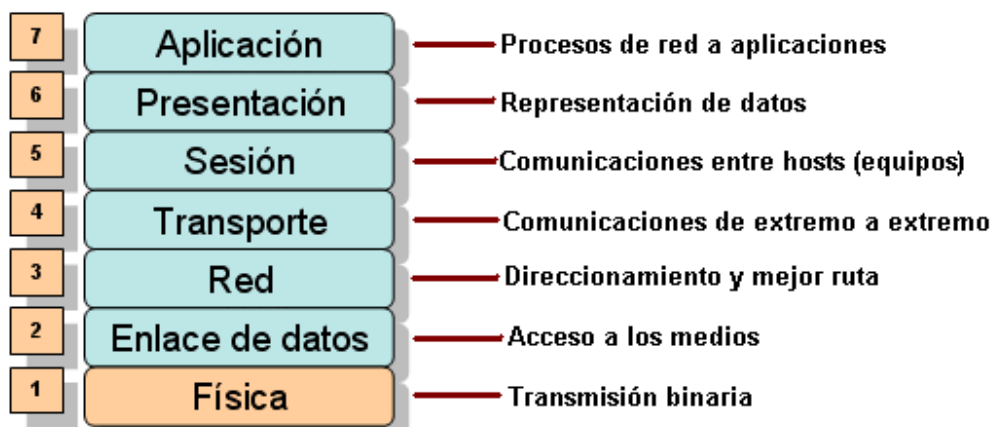 7 Aplicación Procesos de red a aplicaciones
6 Presentación Representación de datos
5 Sesión Comunicaciones entre hosts (equipos)
4 Transporte Comunicaciones de extremo a extremo
3 Red Direccionamiento y mejor ruta
2 Enlace de datos Acceso a los medios
1 Física Transmisión binaria